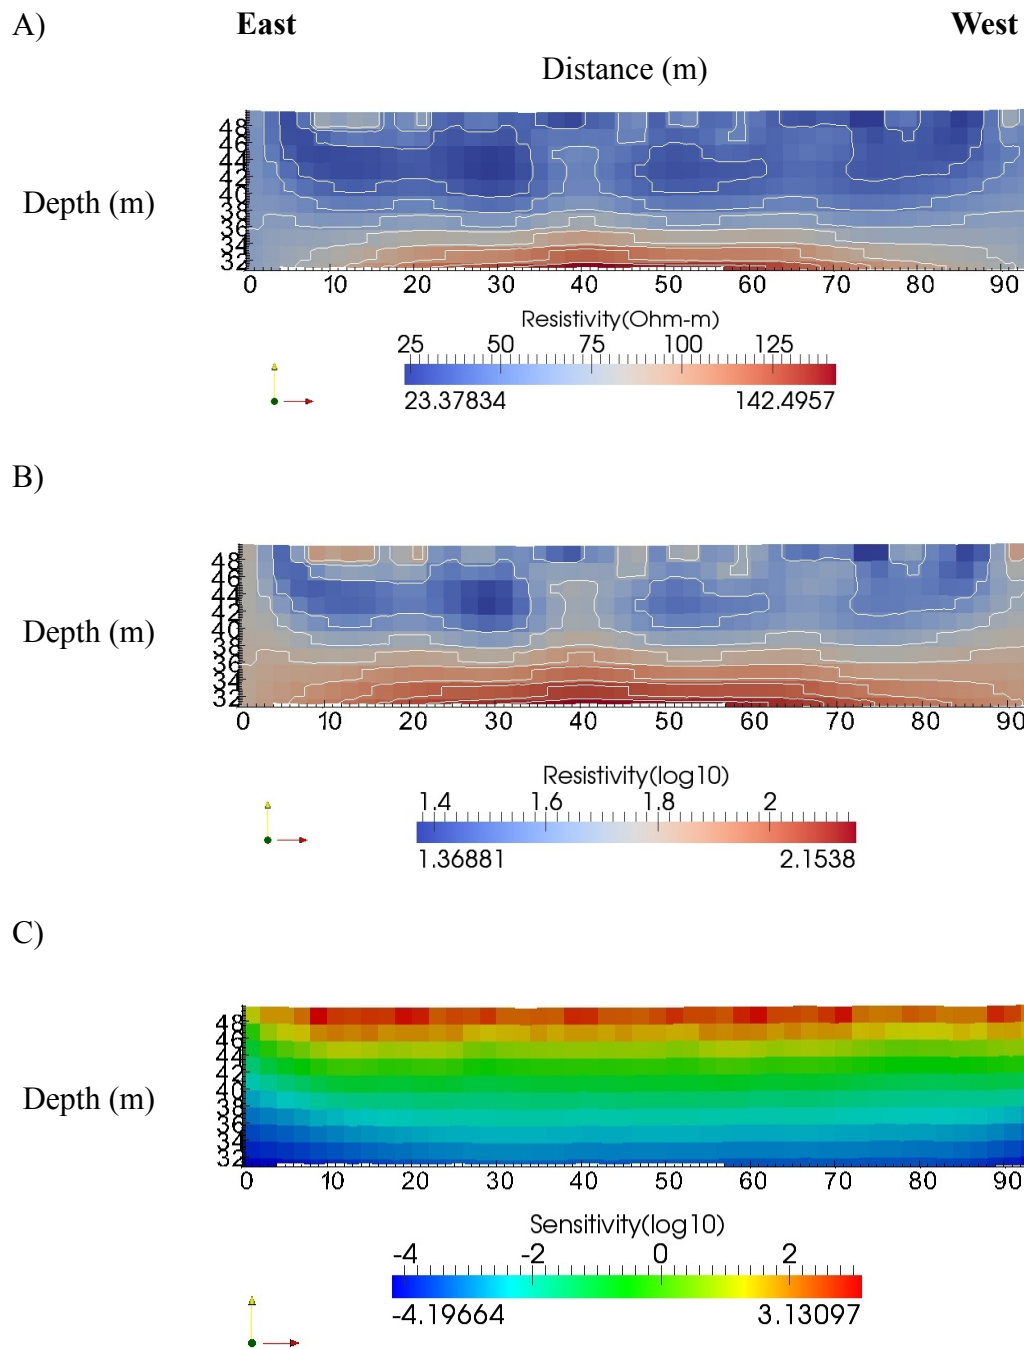 A)
East West
Distance (m)
Depth (m)
48
46
44
42
40
38
36
34
32
0 10 20 30 40 50 60 70 80 90
Resistivity(Ohm-m)
25 50 75 100 125
23.37834 142.4957
B)
Depth (m)
48
46
44
42
40
38
36
34
32
0 10 20 30 40 50 60 70 80 90
Resistivity(log10)
1.4 1.6 1.8 2
1.36881 2.1538
C)
Depth (m)
48
46
44
42
40
38
36
34
32
0 10 20 30 40 50 60 70 80 90
Sensitivity(log10)
-4 -2 0 2
-4.19664 3.13097